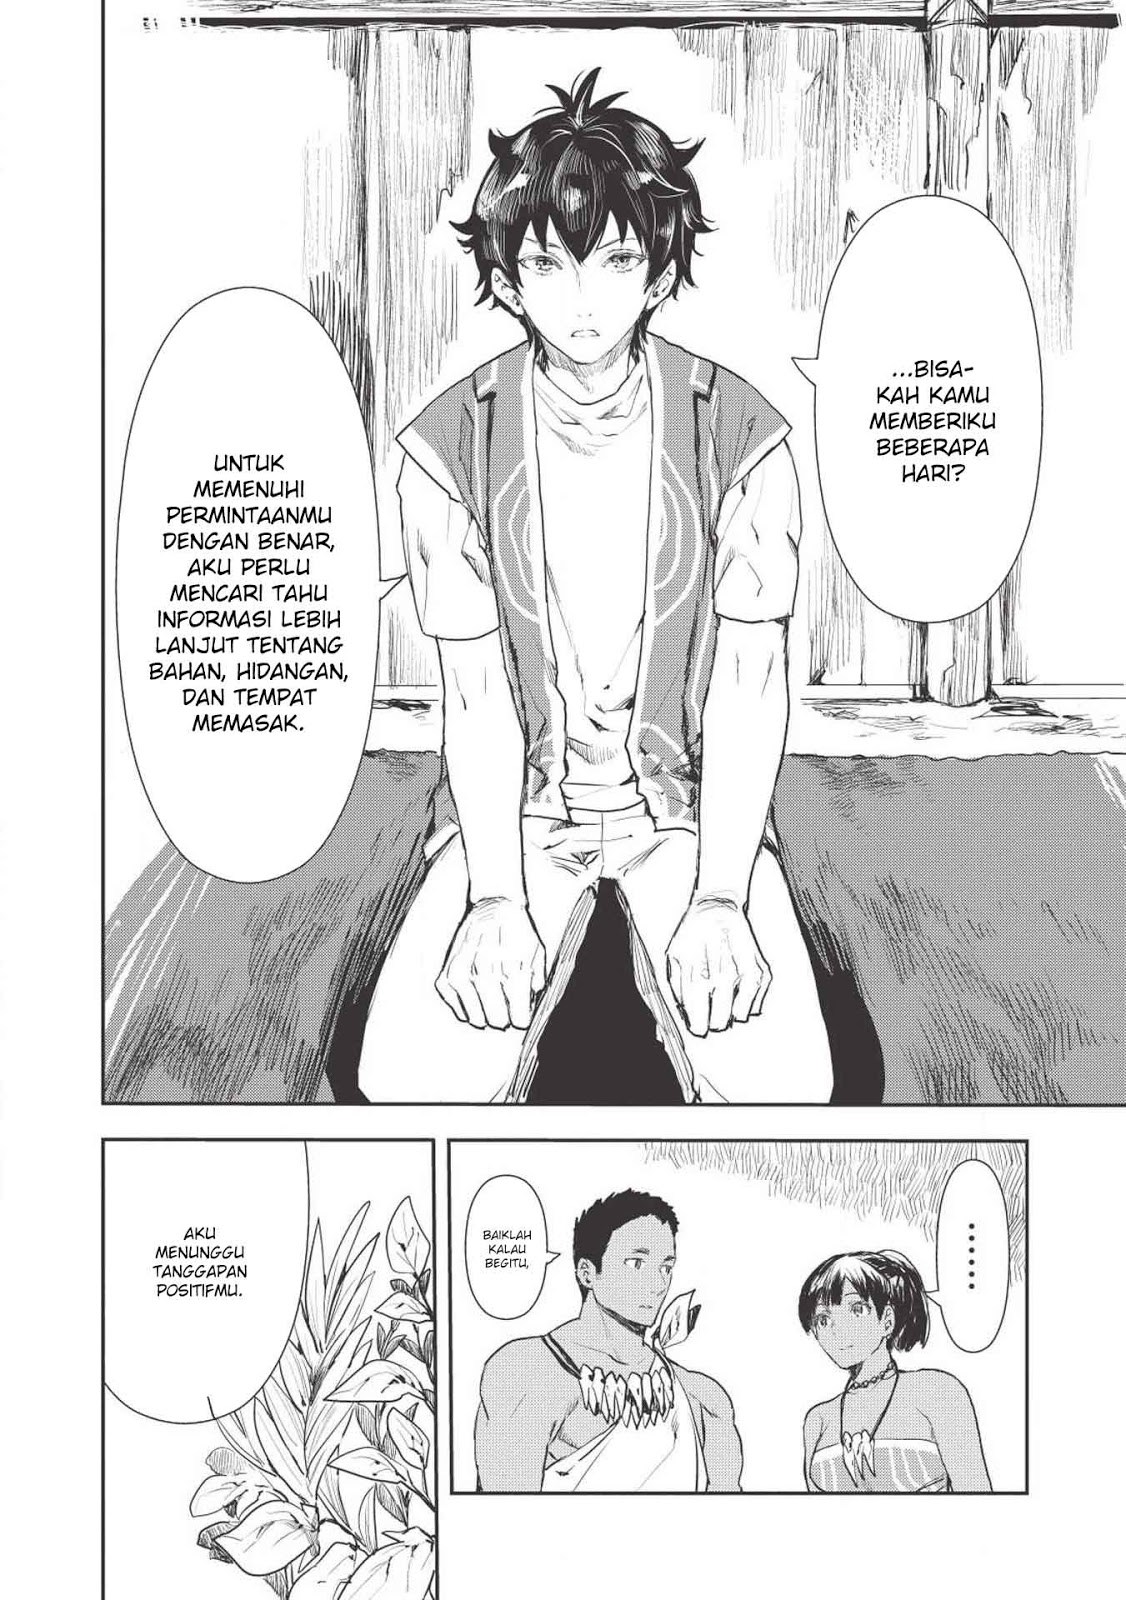 ...BISA-
KAH KAMU
MEMBERIKU
BEBERAPA
HARI?
UNTUK
MEMENUHI
PERMINTAANMU
DENGAN BENAR,
AKU PERLU
MENCARI TAHU
INFORMASI LEBIH
LANJUT TENTANG
BAHAN, HIDANGAN,
DAN TEMPAT
MEMASAK.
......
BAIKLAH
KALAU
BEGITU,
AKU
MENUNGGU
TANGGAPAN
POSITIFMU.